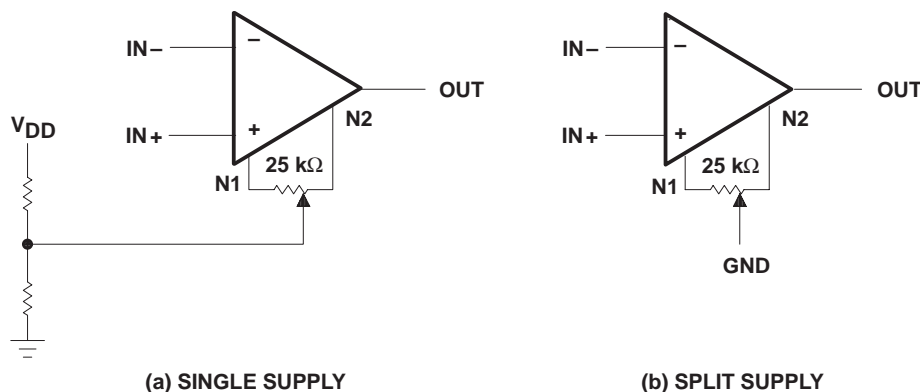 IN−
−
OUT
V_DD
IN+
+
N2
25 kΩ
N1
IN−
−
OUT
IN+
+
N2
25 kΩ
N1
GND
(a) SINGLE SUPPLY
(b) SPLIT SUPPLY